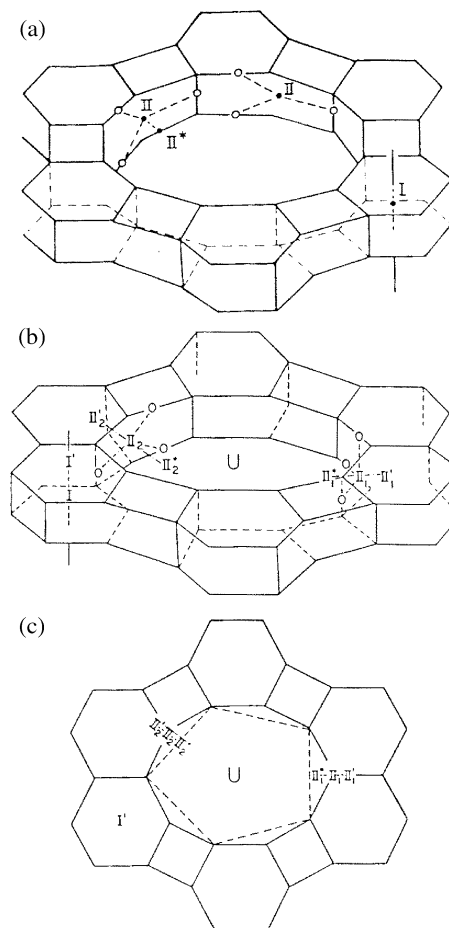 (a)
II
II
II*
I
(b)
II'₂
II₂
II*₂
I'
I
U
II*₁ II₁ II'₁
(c)
II'₂ II₂ II*₂
U
II*₁-II₁-II'₁
I'